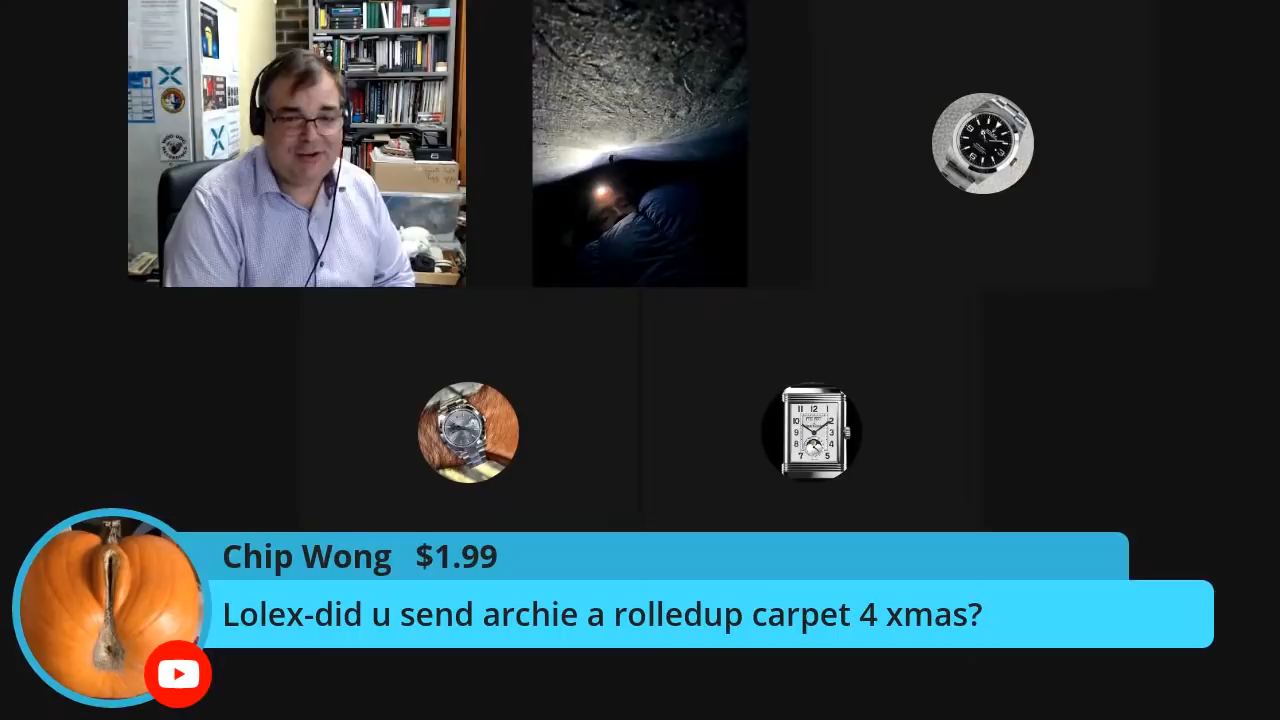 Chip Wong $1.99
Lolex-did u send archie a rolledup carpet 4 xmas?